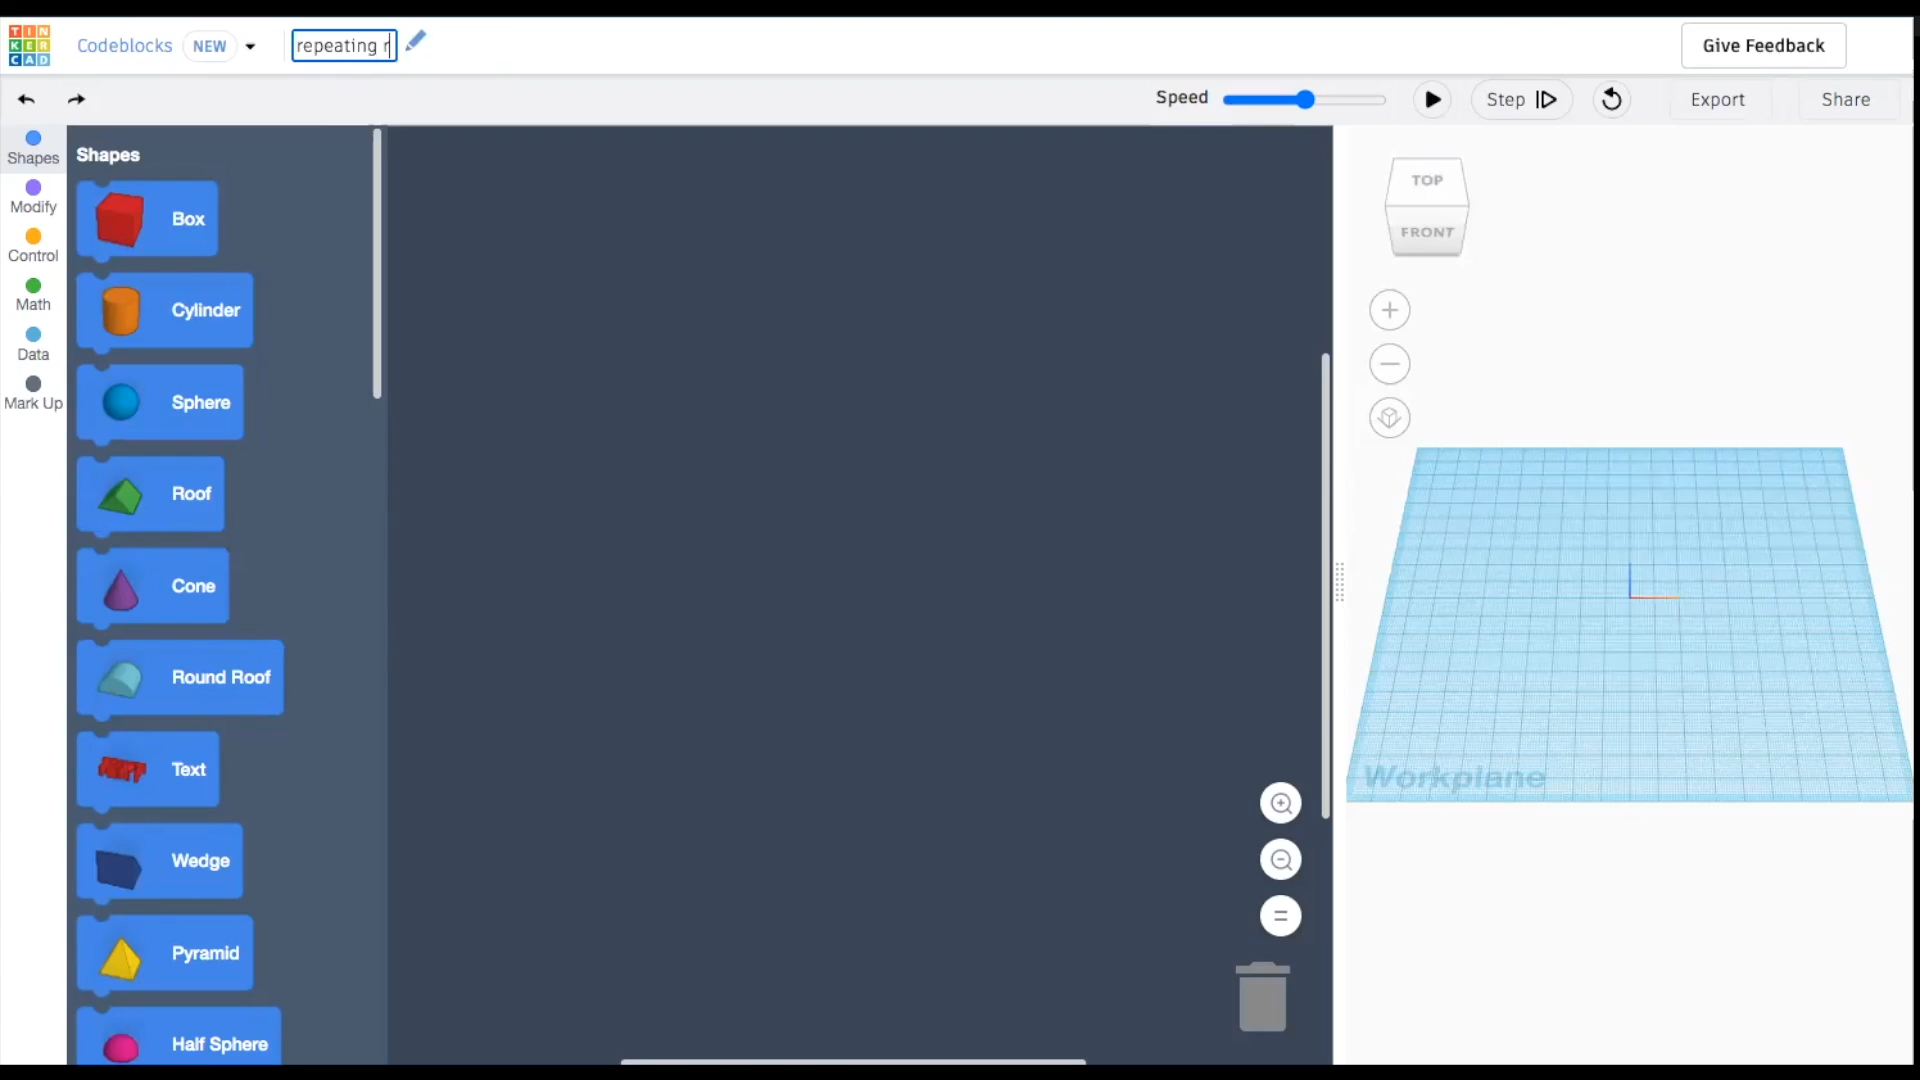 TIN
KER
CAD
Codeblocks
NEW
repeating r
Give Feedback
Speed
Step
Export
Share
Shapes
Modify
Control
Math
Data
Mark Up
Shapes
Box
Cylinder
Sphere
Roof
Cone
Round Roof
Text
Wedge
Pyramid
Half Sphere
TOP
FRONT
Workplane